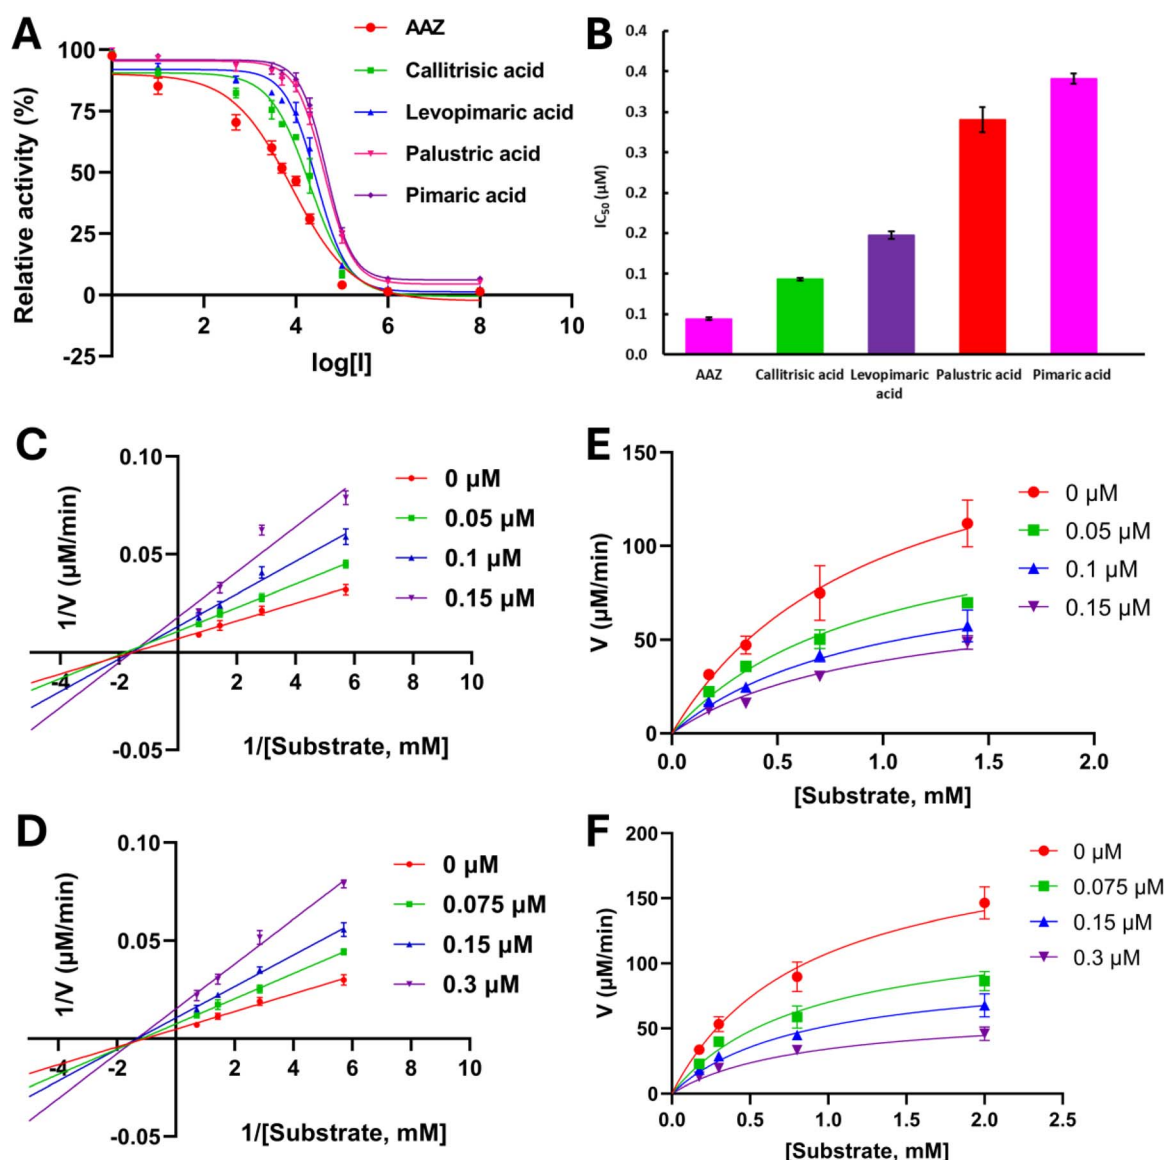 A
AAZ
Callitrisic acid
Levopimaric acid
Palustric acid
Pimaric acid
Relative activity (%)
100
75
50
25
0
-25
2
4
6
8
10
log[I]
B
IC50 (μM)
0.4
0.4
0.3
0.3
0.2
0.2
0.1
0.1
0.0
AAZ
Callitrisic acid
Levopimaric
acid
Palustric acid
Pimaric acid
C
1/V (μM/min)
0.10
0.05
-0.05
-4
-2
2
4
6
8
10
1/[Substrate, mM]
0 μM
0.05 μM
0.1 μM
0.15 μM
E
V (μM/min)
150
100
50
0
0.0
0.5
1.0
1.5
2.0
[Substrate, mM]
0 μM
0.05 μM
0.1 μM
0.15 μM
D
1/V (μM/min)
0.10
0.05
-0.05
-4
-2
2
4
6
8
10
1/[Substrate, mM]
0 μM
0.075 μM
0.15 μM
0.3 μM
F
V (μM/min)
200
150
100
50
0
0.0
0.5
1.0
1.5
2.0
2.5
[Substrate, mM]
0 μM
0.075 μM
0.15 μM
0.3 μM